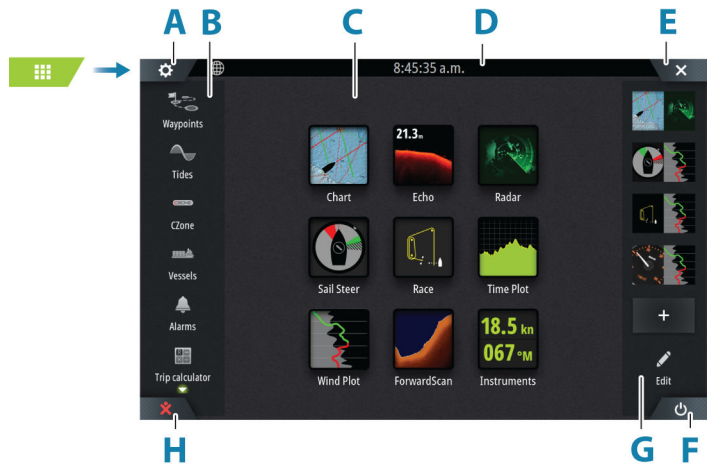 A B C D E
8:45:35 a.m.
Waypoints
Tides
CZone
Vessels
Alarms
Trip calculator
21.3m
Chart Echo Radar
Sail Steer Race Time Plot
18.5 kn
067 °M
Wind Plot ForwardScan Instruments
+
Edit
H G F